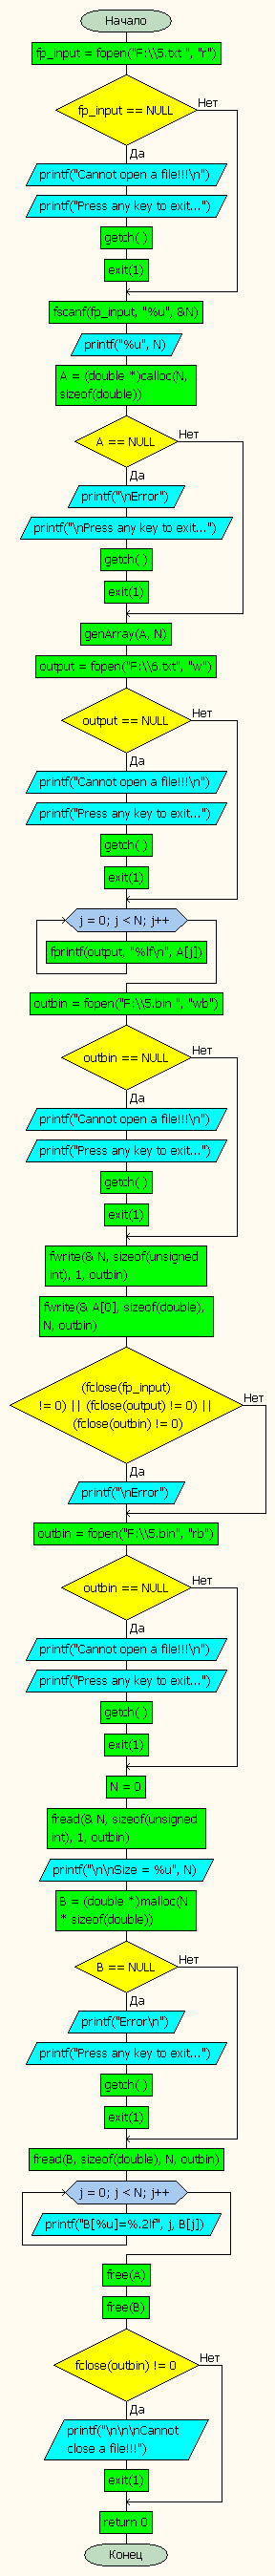 Начало
fp_input = fopen("F:\\5.txt ", "r")
fp_input == NULL
Нет
Да
printf("Cannot open a file!!!\n")
printf("Press any key to exit...")
getch( )
exit(1)
fscanf(fp_input, "%u", &N)
printf("%u", N)
A = (double *)calloc(N,
sizeof(double))
A == NULL
Нет
Да
printf("\nError")
printf("\nPress any key to exit...")
getch( )
exit(1)
genArray(A, N)
output = fopen("F:\\6.txt", "w")
output == NULL
Нет
Да
printf("Cannot open a file!!!\n")
printf("Press any key to exit...")
getch( )
exit(1)
j = 0; j < N; j++
fprintf(output, "%lf\n", A[j])
outbin = fopen("F:\\5.bin ", "wb")
outbin == NULL
Нет
Да
printf("Cannot open a file!!!\n")
printf("Press any key to exit...")
getch( )
exit(1)
fwrite(& N, sizeof(unsigned
int), 1, outbin)
fwrite(& A[0], sizeof(double),
N, outbin)
(fclose(fp_input)
!= 0) || (fclose(output) != 0) ||
(fclose(outbin) != 0)
Нет
Да
printf("\nError")
outbin = fopen("F:\\5.bin", "rb")
outbin == NULL
Нет
Да
printf("Cannot open a file!!!\n")
printf("Press any key to exit...")
getch( )
exit(1)
N = 0
fread(& N, sizeof(unsigned
int), 1, outbin)
printf("\n\nSize = %u", N)
B = (double *)malloc(N
* sizeof(double))
B == NULL
Нет
Да
printf("Error\n")
printf("Press any key to exit...")
getch( )
exit(1)
fread(B, sizeof(double), N, outbin)
j = 0; j < N; j++
printf("B[%u]=%.2lf", j, B[j])
free(A)
free(B)
fclose(outbin) != 0
Нет
Да
printf("\n\n\nCannot
close a file!!!")
exit(1)
return 0
Конец